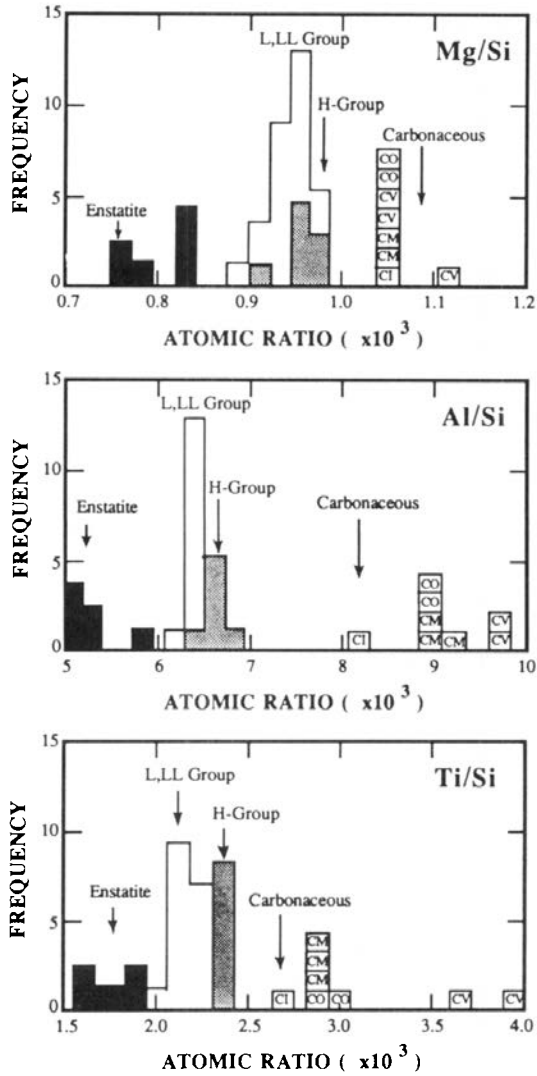 15
L,LL Group
Mg/Si
10
H-Group
Carbonaceous
FREQUENCY
CO
CO
5
Enstatite
CV
CV
CM
CM
0
CI
CV
0.7 0.8 0.9 1.0 1.1 1.2
ATOMIC RATIO ( x10 3 )
15
L,LL Group
Al/Si
10
H-Group
Enstatite
Carbonaceous
FREQUENCY
5
CO
CO
CM
CV
0
CI
CM
CM
CV
5 6 7 8 9 10
ATOMIC RATIO ( x10 3 )
15
L,LL Group
Ti/Si
H-Group
10
Enstatite
Carbonaceous
FREQUENCY
5
CM
CM
CM
0
CI
CO
CO
CV
CV
1.5 2.0 2.5 3.0 3.5 4.0
ATOMIC RATIO ( x10 3 )